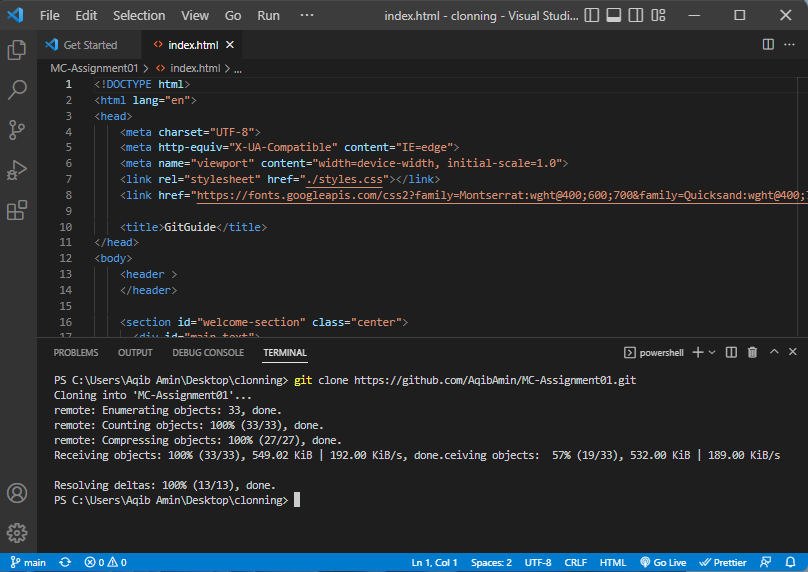 File Edit Selection View Go Run ··· index.html - clonning - Visual Studi...
Get Started index.html
MC-Assignment01 > index.html > ...
1 <!DOCTYPE html>
2 <html lang="en">
3 <head>
4 <meta charset="UTF-8">
5 <meta http-equiv="X-UA-Compatible" content="IE=edge">
6 <meta name="viewport" content="width=device-width, initial-scale=1.0">
7 <link rel="stylesheet" href="./styles.css"></link>
8 <link href="https://fonts.googleapis.com/css2?family=Montserrat:wght@400;600;700&family=Quicksand:wght@400;
9
10 <title>GitGuide</title>
11 </head>
12 <body>
13 <header >
14 </header>
15
16 <section id="welcome-section" class="center">
17 <div id="main-text">
PROBLEMS OUTPUT DEBUG CONSOLE TERMINAL powershell
PS C:\Users\Aqib Amin\Desktop\clonning> git clone https://github.com/AqibAmin/MC-Assignment01.git
Cloning into 'MC-Assignment01'...
remote: Enumerating objects: 33, done.
remote: Counting objects: 100% (33/33), done.
remote: Compressing objects: 100% (27/27), done.
Receiving objects: 100% (33/33), 549.02 KiB | 192.00 KiB/s, done.ceiving objects:  57% (19/33), 532.00 KiB | 189.00 KiB/s
Resolving deltas: 100% (13/13), done.
PS C:\Users\Aqib Amin\Desktop\clonning>
main 0 0 Ln 1, Col 1 Spaces: 2 UTF-8 CRLF HTML Go Live Prettier